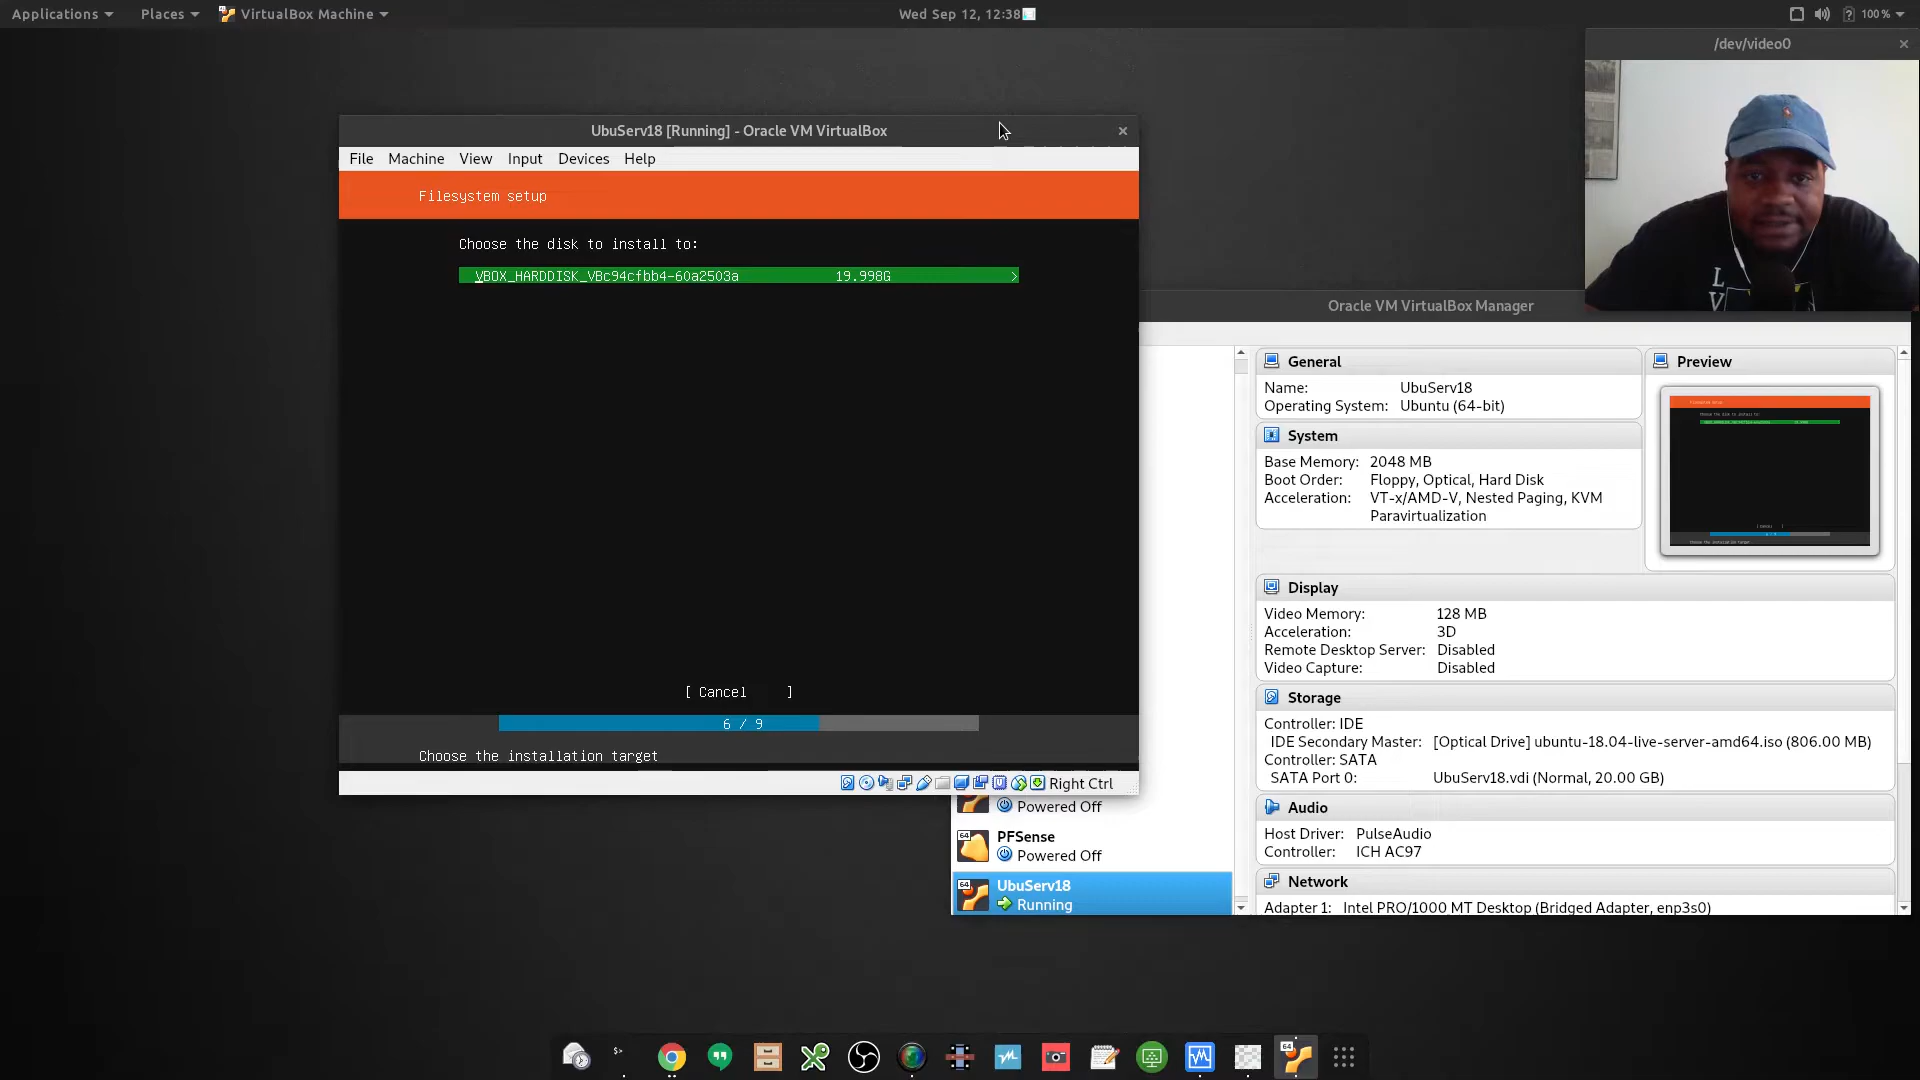 Applications Places VirtualBox Machine Wed Sep 12, 12:38 100 %
/dev/video0
UbuServ18 [Running] - Oracle VM VirtualBox
File Machine View Input Devices Help
Filesystem setup
Choose the disk to install to:
VBOX_HARDDISK_VBc94cfbb4-60a2503a 19.998G >
[ Cancel ]
6 / 9
Choose the installation target
Right Ctrl
Oracle VM VirtualBox Manager
General
Name: UbuServ18
Operating System: Ubuntu (64-bit)
System
Base Memory: 2048 MB
Boot Order: Floppy, Optical, Hard Disk
Acceleration: VT-x/AMD-V, Nested Paging, KVM
Paravirtualization
Preview
Display
Video Memory: 128 MB
Acceleration: 3D
Remote Desktop Server: Disabled
Video Capture: Disabled
Storage
Controller: IDE
IDE Secondary Master: [Optical Drive] ubuntu-18.04-live-server-amd64.iso (806.00 MB)
Controller: SATA
SATA Port 0: UbuServ18.vdi (Normal, 20.00 GB)
Audio
Host Driver: PulseAudio
Controller: ICH AC97
Network
Adapter 1: Intel PRO/1000 MT Desktop (Bridged Adapter, enp3s0)
Powered Off
64 PFSense
Powered Off
64 UbuServ18
Running
$>
64